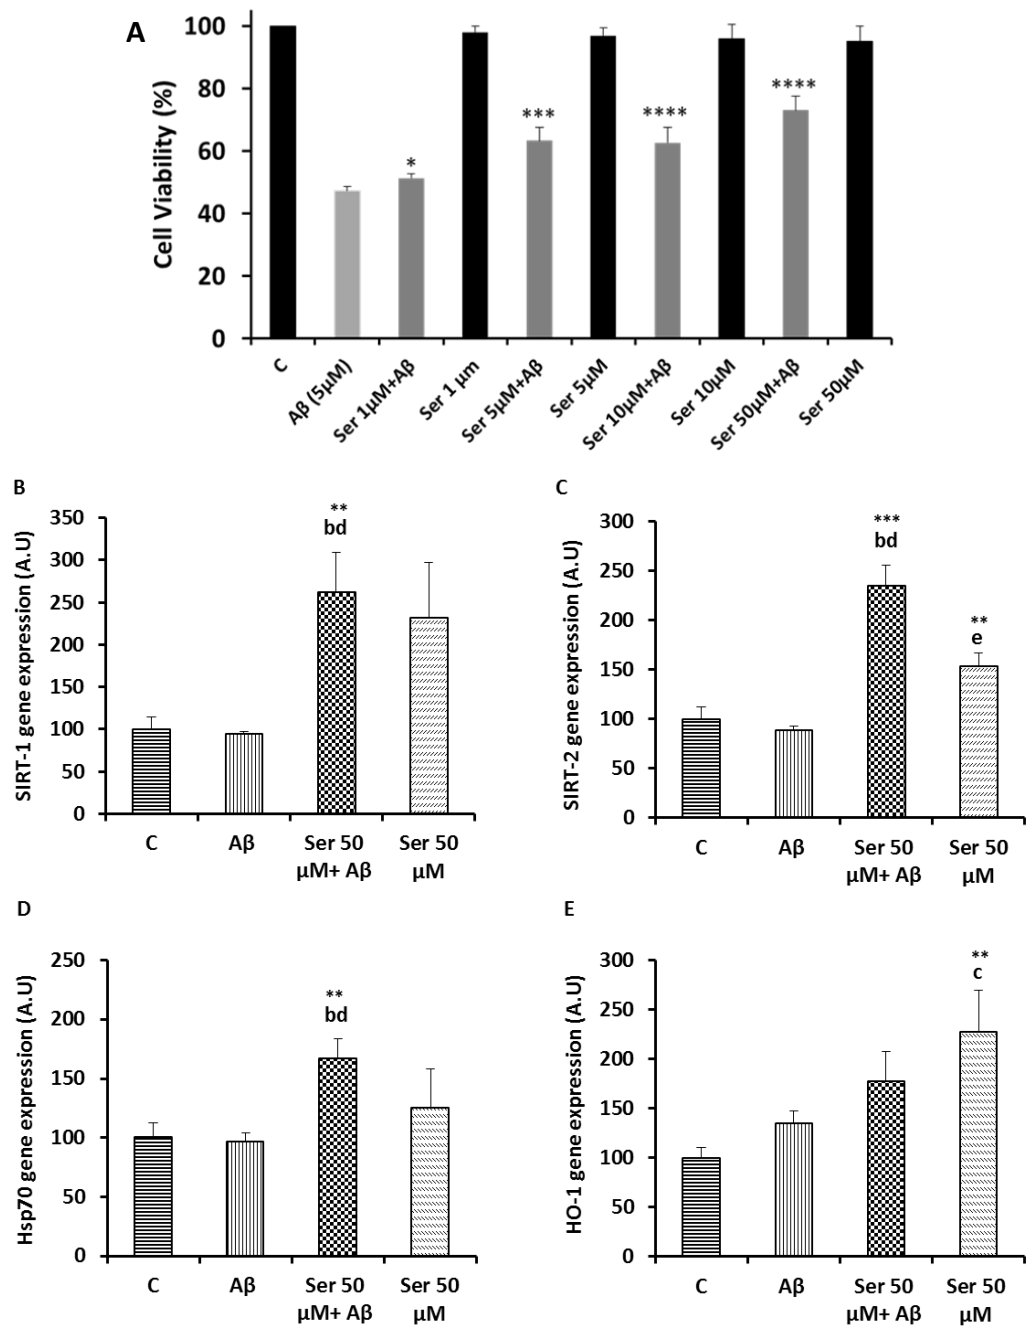 A
Cell Viability (%)
100
80
60
40
20
0
*
***
****
****
C
Aβ (5μM)
Ser 1μM+Aβ
Ser 1 μm
Ser 5μM+Aβ
Ser 5μM
Ser 10μM+Aβ
Ser 10μM
Ser 50μM+Aβ
Ser 50μM
B
SIRT-1 gene expression (A.U)
350
300
250
200
150
100
50
0
**
bd
C
Aβ
Ser 50
μM+ Aβ
Ser 50
μM
C
SIRT-2 gene expression (A.U)
300
250
200
150
100
50
0
***
bd
**
e
C
Aβ
Ser 50
μM+ Aβ
Ser 50
μM
D
Hsp70 gene expression (A.U)
250
200
150
100
50
0
**
bd
C
Aβ
Ser 50
μM+ Aβ
Ser 50
μM
E
HO-1 gene expression (A.U)
300
250
200
150
100
50
0
**
c
C
Aβ
Ser 50
μM+ Aβ
Ser 50
μM